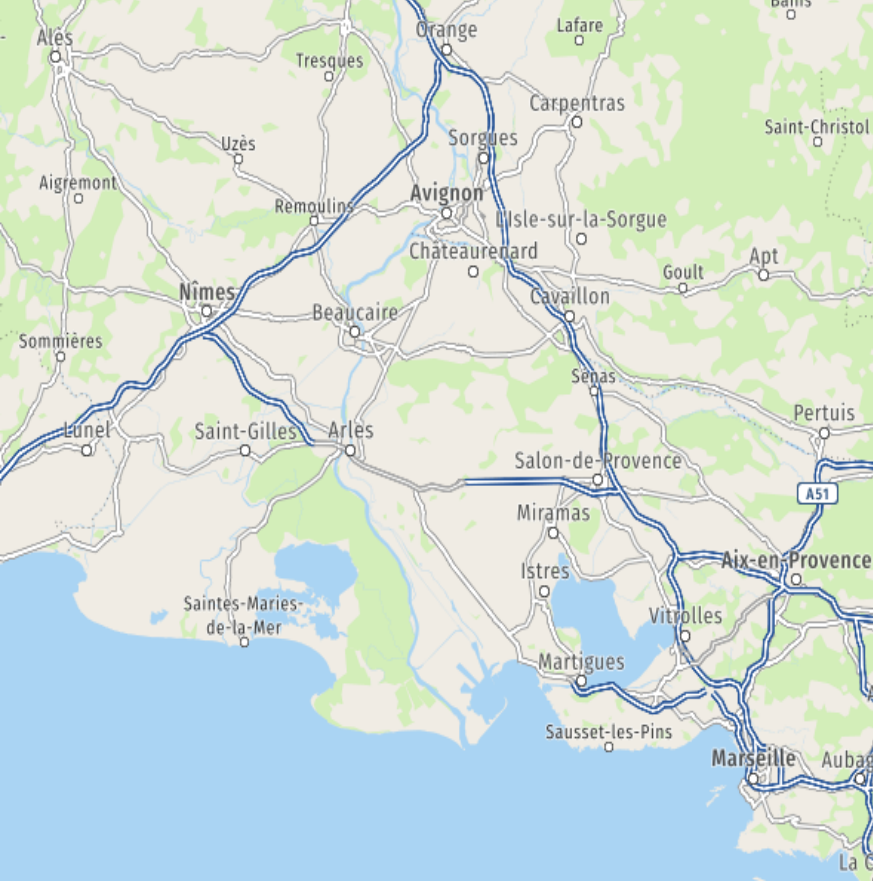 Bains
Orange
Lafare
Alès
Tresques
Carpentras
Saint-Christol
Sorgues
Uzès
Aigremont
Avignon
Remoulins
L'Isle-sur-la-Sorgue
Châteaurenard
Apt
Goult
Nîmes
Cavaillon
Beaucaire
Sommières
Sénas
Pertuis
Lunel
Saint-Gilles
Arles
Salon-de-Provence
A51
Miramas
Aix-en-Provence
Istres
Saintes-Maries-
de-la-Mer
Vitrolles
Martigues
A
Sausset-les-Pins
Marseille
Aubag
La C